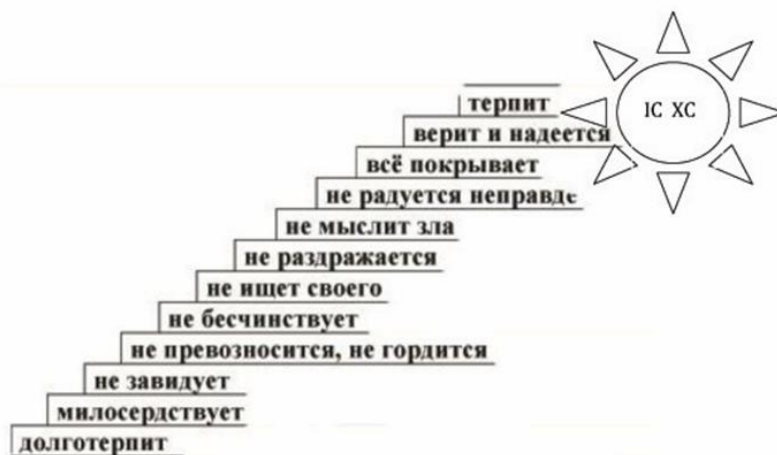 IC XC
терпит
верит и надеется
всё покрывает
не радуется неправде
не мыслит зла
не раздражается
не ищет своего
не бесчинствует
не превозносится, не гордится
не завидует
милосердствует
долготерпит